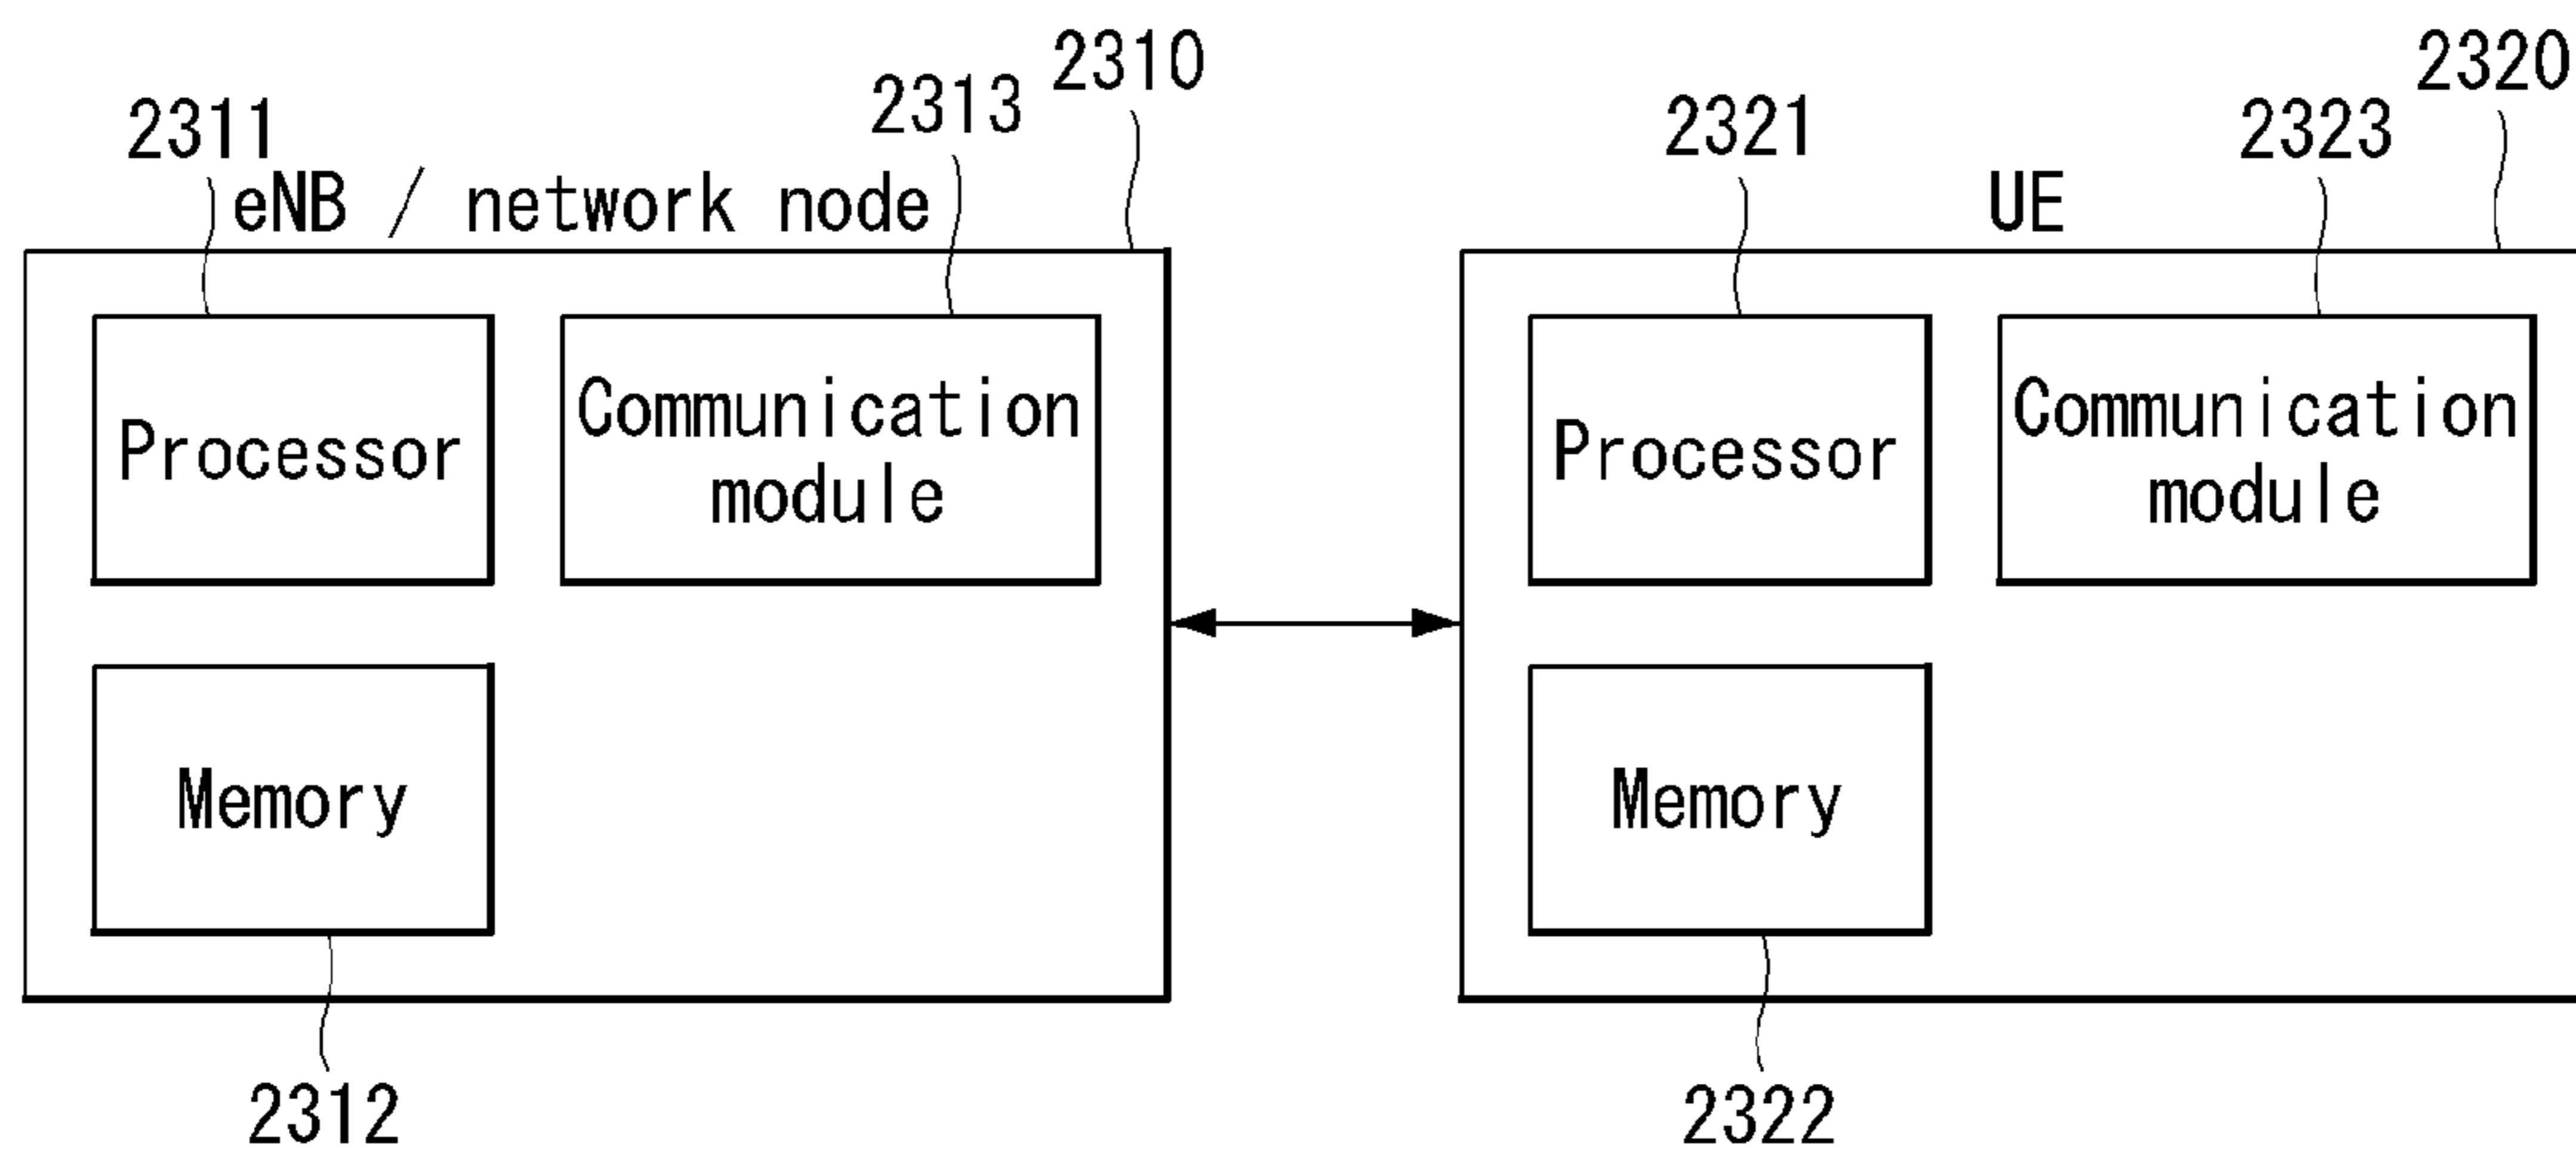 2310
2320
2313
2311
2321
2323
eNB / network node
UE
Processor
Communication
module
Processor
Communication
module
Memory
Memory
2312
2322